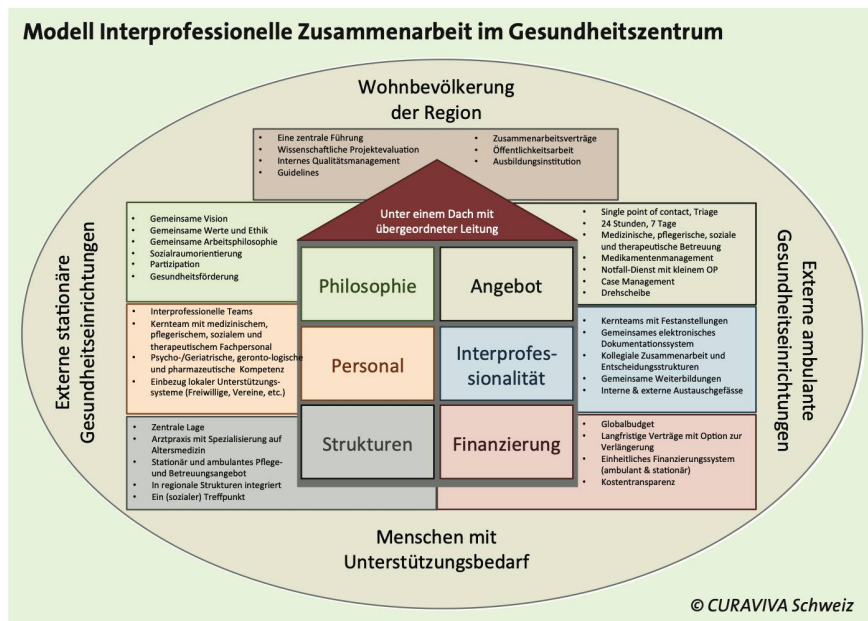 Modell Interprofessionelle Zusammenarbeit im Gesundheitszentrum
Wohnbevölkerung
der Region
• Eine zentrale Führung
• Wissenschaftliche Projektevaluation
• Internes Qualitätsmanagement
• Guidelines
• Zusammenarbeitsverträge
• Öffentlichkeitsarbeit
• Ausbildungsinstitution
Unter einem Dach mit
übergeordneter Leitung
Externe stationäre
Gesundheitseinrichtungen
• Gemeinsame Vision
• Gemeinsame Werte und Ethik
• Gemeinsame Arbeitsphilosophie
• Sozialraumorientierung
• Partizipation
• Gesundheitsförderung
Philosophie
Angebot
• Single point of contact, Triage
• 24 Stunden, 7 Tage
• Medizinische, pflegerische, soziale
und therapeutische Betreuung
• Medikamentenmanagement
• Notfall-Dienst mit kleinem OP
• Case Management
• Drehscheibe
• Interprofessionelle Teams
• Kernteam mit medizinischem,
pflegerischem, sozialem und
therapeutischem Fachpersonal
• Psycho-/Geriatrische, geronto-logische
und pharmazeutische Kompetenz
• Einbezug lokaler Unterstützungs-
systeme (Freiwillige, Vereine, etc.)
Personal
Interprofes-
sionalität
• Kernteams mit Festanstellungen
• Gemeinsames elektronisches
Dokumentationssystem
• Kollegiale Zusammenarbeit und
Entscheidungsstrukturen
• Gemeinsame Weiterbildungen
• Interne & externe Austauschgefässe
• Zentrale Lage
• Arztpraxis mit Spezialisierung auf
Altersmedizin
• Stationär und ambulantes Pflege-
und Betreuungsangebot
• In regionale Strukturen integriert
• Ein (sozialer) Treffpunkt
Strukturen
Finanzierung
• Globalbudget
• Langfristige Verträge mit Option zur
Verlängerung
• Einheitliches Finanzierungssystem
(ambulant & stationär)
• Kostentransparenz
Externe ambulante
Gesundheitseinrichtungen
Menschen mit
Unterstützungsbedarf
© CURAVIVA Schweiz